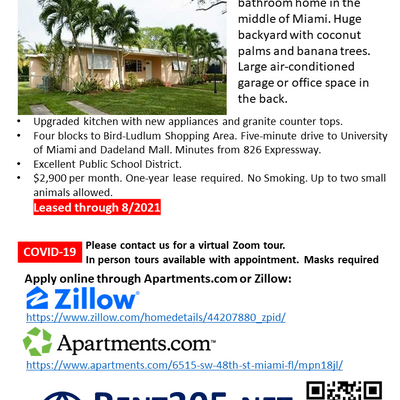 bathroom home in the
middle of Miami. Huge
backyard with coconut
palms and banana trees.
Large air-conditioned
garage or office space in
the back.
• Upgraded kitchen with new appliances and granite counter tops.
• Four blocks to Bird-Ludlum Shopping Area. Five-minute drive to University
of Miami and Dadeland Mall. Minutes from 826 Expressway.
• Excellent Public School District.
• $2,900 per month. One-year lease required. No Smoking. Up to two small
animals allowed.
Leased through 8/2021
COVID-19
Please contact us for a virtual Zoom tour.
In person tours available with appointment. Masks required
Apply online through Apartments.com or Zillow:
Zillow®
https://www.zillow.com/homedetails/44207880_zpid/
Apartments.com™
https://www.apartments.com/6515-sw-48th-st-miami-fl/mpn18jl/
RENT305.NET